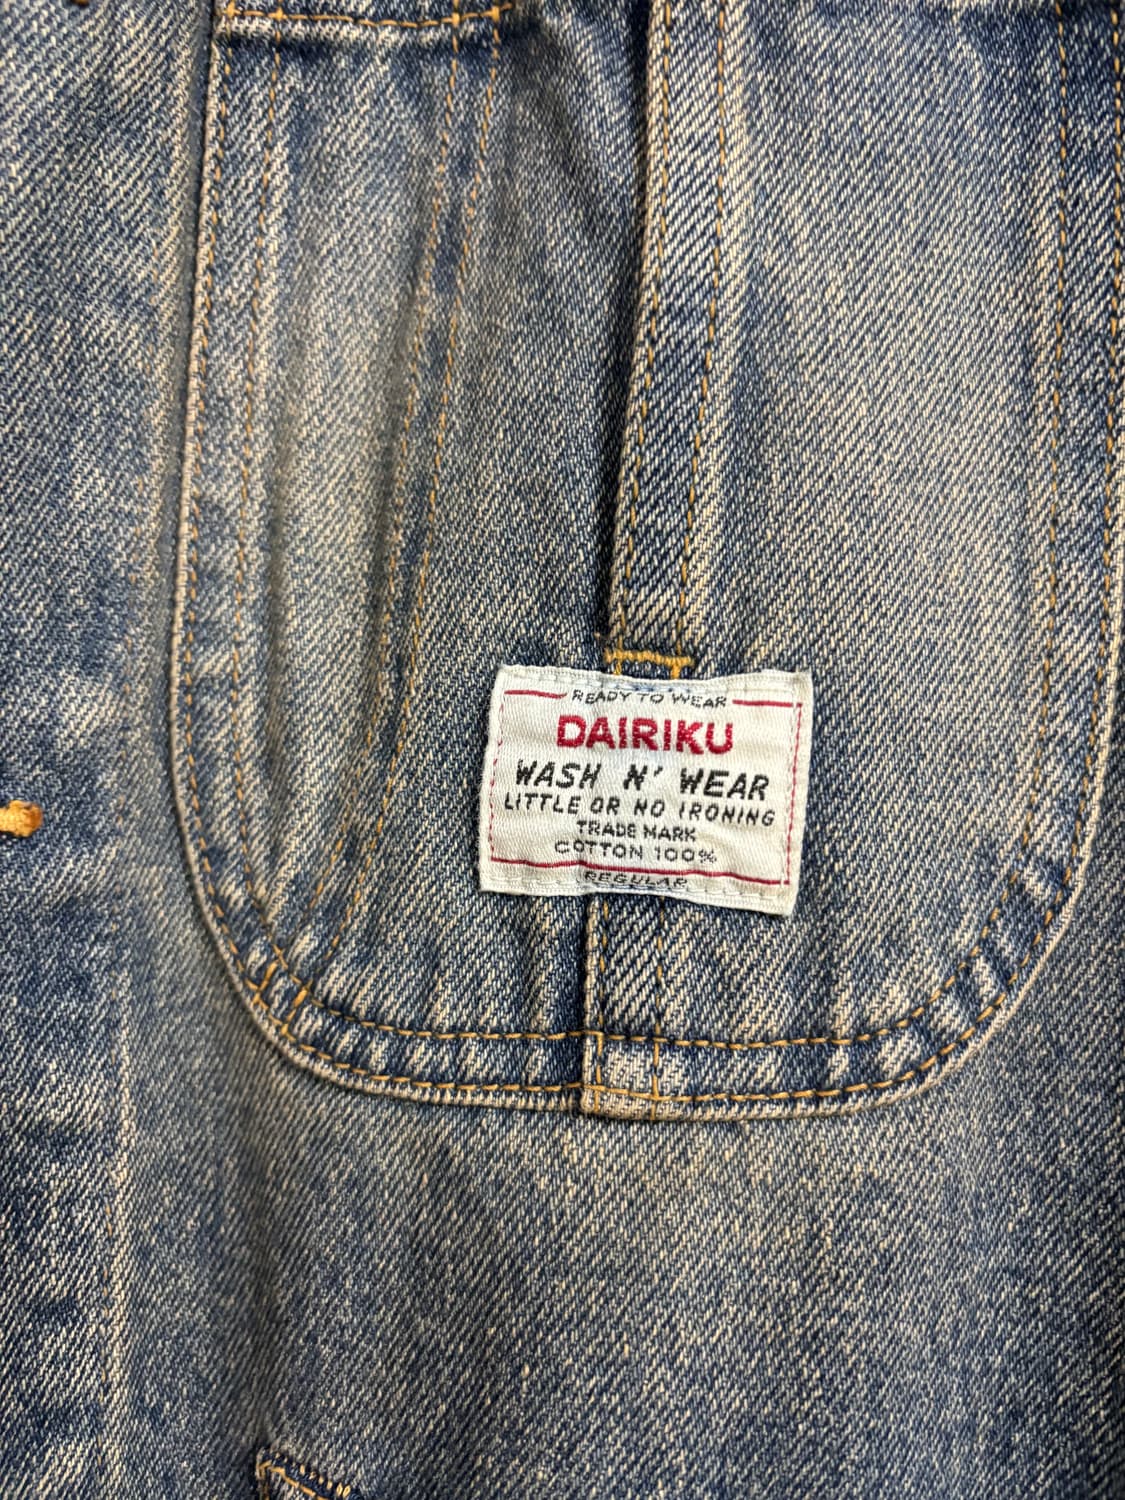 READY TO WEAR
DAIRIKU
WASH N' WEAR
LITTLE OR NO IRONING
TRADE MARK
COTTON 100%
REGULAR